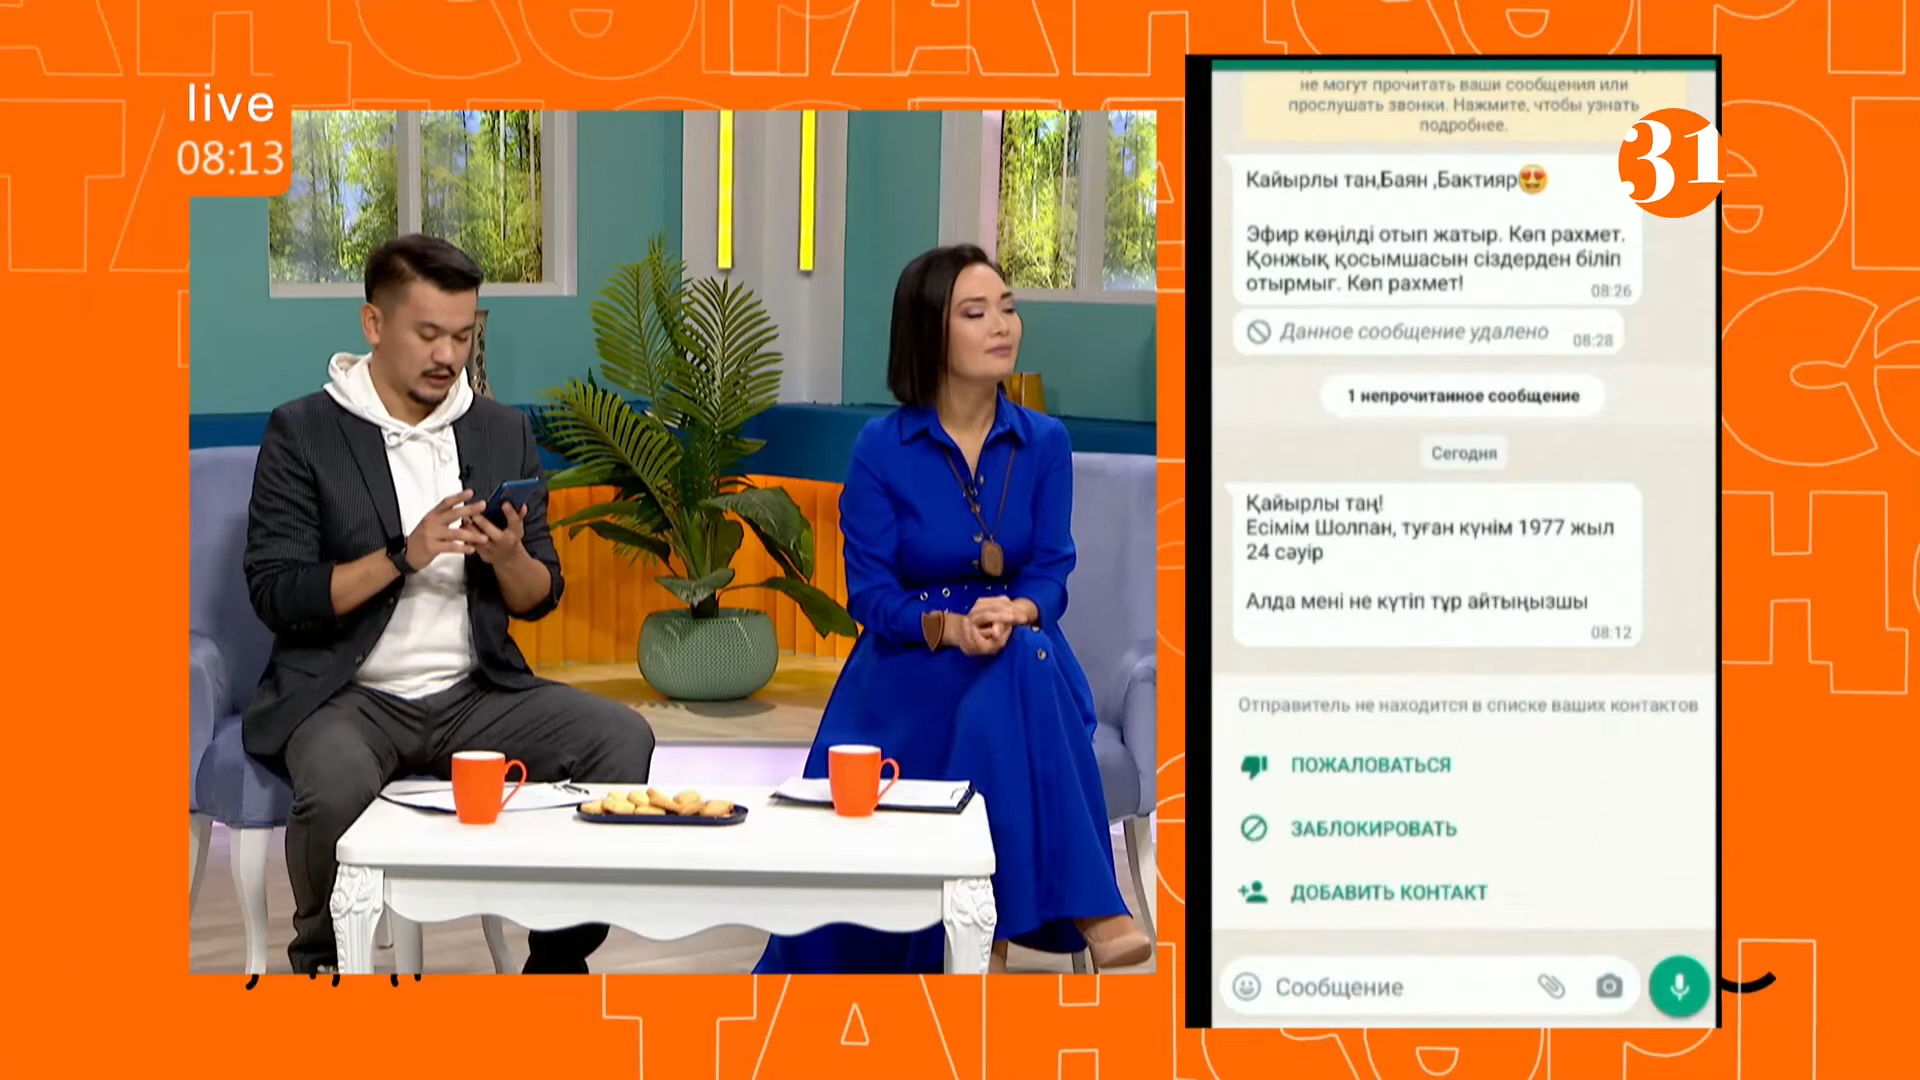 live
08:13
не могут прочитать ваши сообщения или
прослушать звонки. Нажмите, чтобы узнать
подробнее.
31
Кайырлы тан,Баян ,Бактияр😍
Эфир көңілді отып жатыр. Көп рахмет.
Қонжық қосымшасын сіздерден біліп
отырмыг. Көп рахмет!
08:26
Данное сообщение удалено
08:28
1 непрочитанное сообщение
Сегодня
Қайырлы таң!
Есімім Шолпан, туған күнім 1977 жыл
24 сәуір
Алда мені не күтіп тұр айтыңызшы
08:12
Отправитель не находится в списке ваших контактов
ПОЖАЛОВАТЬСЯ
ЗАБЛОКИРОВАТЬ
ДОБАВИТЬ КОНТАКТ
Сообщение